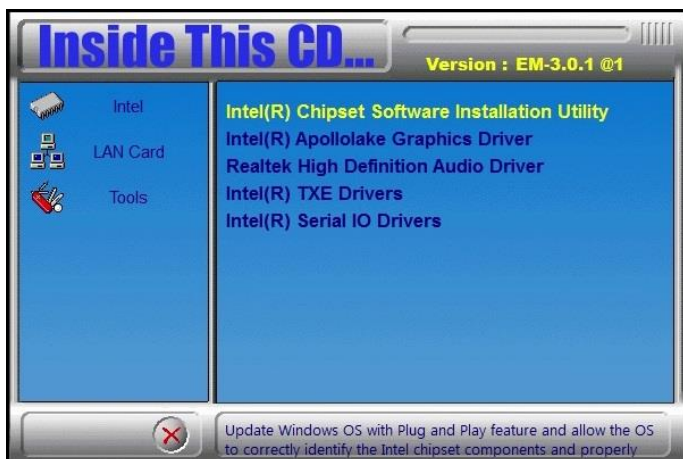 Inside This CD...
Version : EM-3.0.1 @1
Intel
LAN Card
Tools
Intel(R) Chipset Software Installation Utility
Intel(R) Apollolake Graphics Driver
Realtek High Definition Audio Driver
Intel(R) TXE Drivers
Intel(R) Serial IO Drivers
Update Windows OS with Plug and Play feature and allow the OS
to correctly identify the Intel chipset components and properly